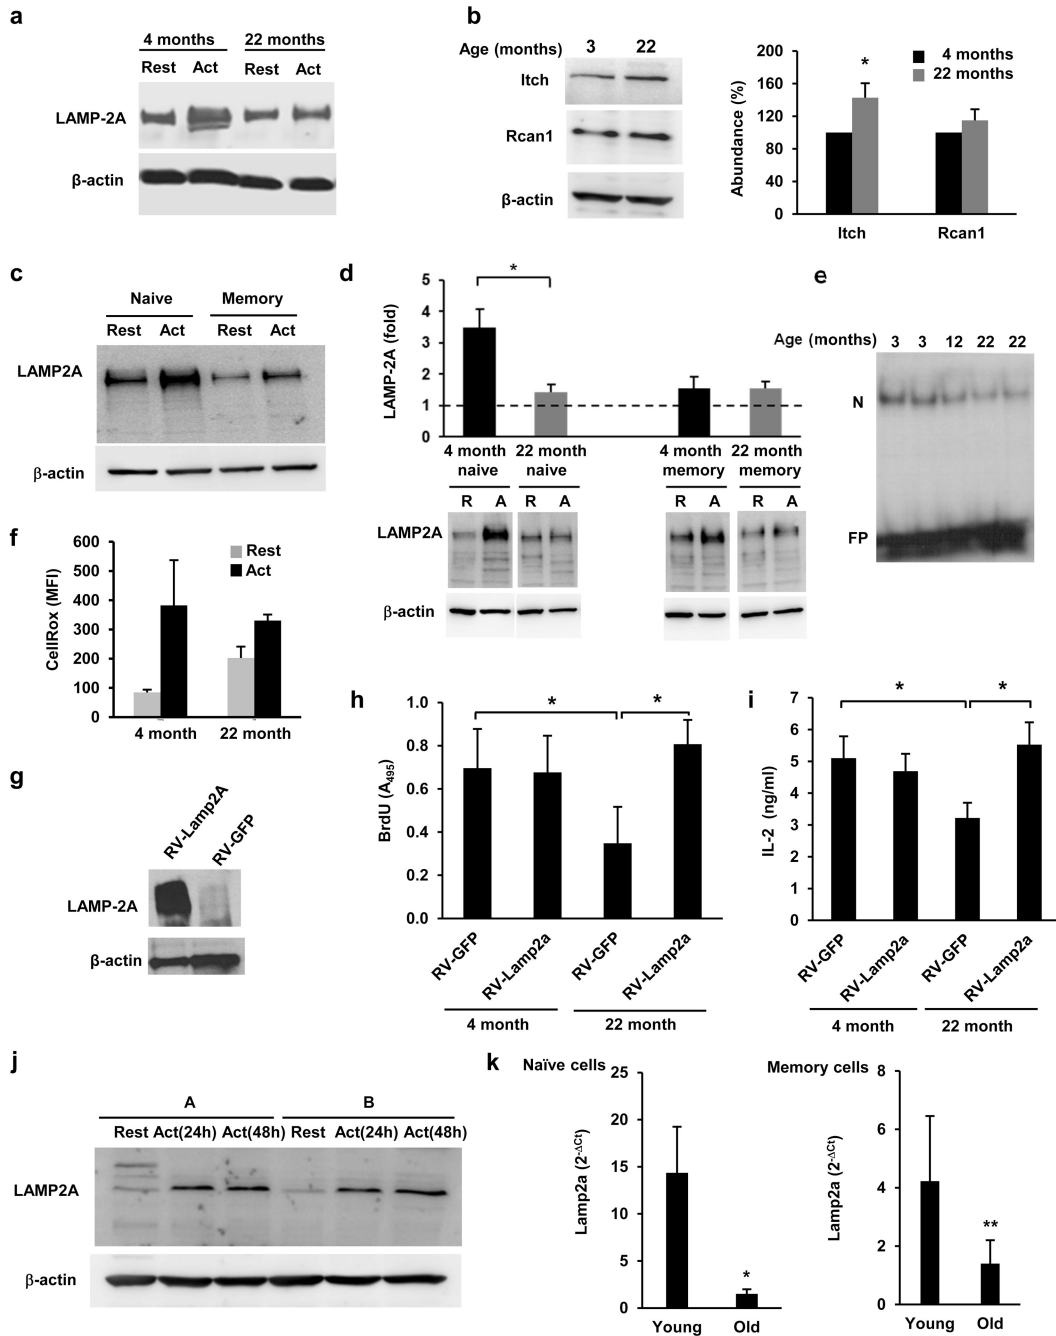 a
4 months 22 months
Rest Act Rest Act
LAMP-2A
β-actin
b
Age (months) 3 22
Itch
Rcan1
β-actin
4 months
22 months
Abundance (%)
200
160
120
80
40
0
*
Itch Rcan1
c
Naive Memory
Rest Act Rest Act
LAMP2A
β-actin
d
LAMP-2A (fold)
5
4
3
2
1
0
*
4 month naive
22 month naive
4 month memory
22 month memory
R A R A R A R A
LAMP2A
β-actin
e
Age (months) 3 3 12 22 22
N
FP
f
CellRox (MFI)
600
500
400
300
200
100
0
Rest
Act
4 month 22 month
g
RV-Lamp2A
RV-GFP
LAMP-2A
β-actin
h
BrdU (A495)
1.0
0.8
0.6
0.4
0.2
0.0
* *
RV-GFP RV-Lamp2a RV-GFP RV-Lamp2a
4 month 22 month
i
IL-2 (ng/ml)
7
6
5
4
3
2
1
0
* *
RV-GFP RV-Lamp2a RV-GFP RV-Lamp2a
4 month 22 month
j
A B
Rest Act(24h) Act(48h) Rest Act(24h) Act(48h)
LAMP2A
β-actin
k
Naïve cells
Lamp2a (2-ΔCt)
25
20
15
10
5
0
*
Young Old
Memory cells
Lamp2a (2-ΔCt)
8
6
4
2
0
**
Young Old